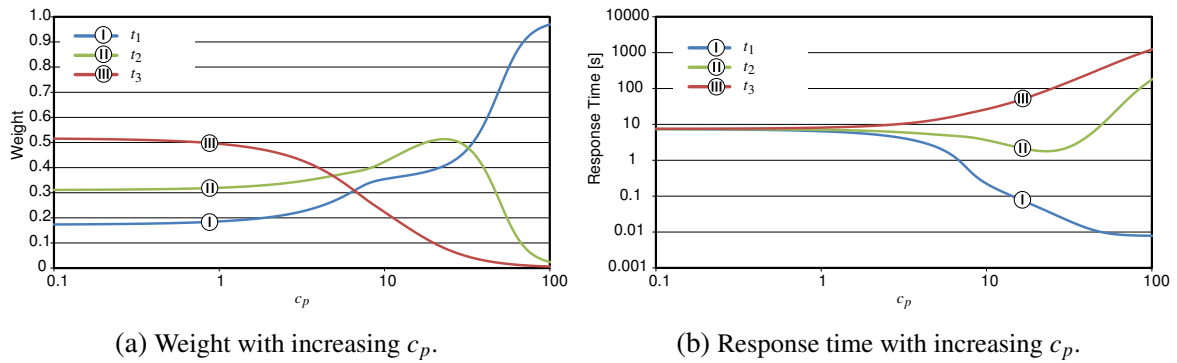 1.0
0.9
0.8
0.7
0.6
0.5
0.4
0.3
0.2
0.1
0
Weight
I t1
II t2
III t3
III
II
I
0.1 1 10 100
cp
(a) Weight with increasing cp.
10000
1000
100
10
1
0.1
0.01
0.001
Response Time [s]
I t1
II t2
III t3
III
II
I
0.1 1 10 100
cp
(b) Response time with increasing cp.